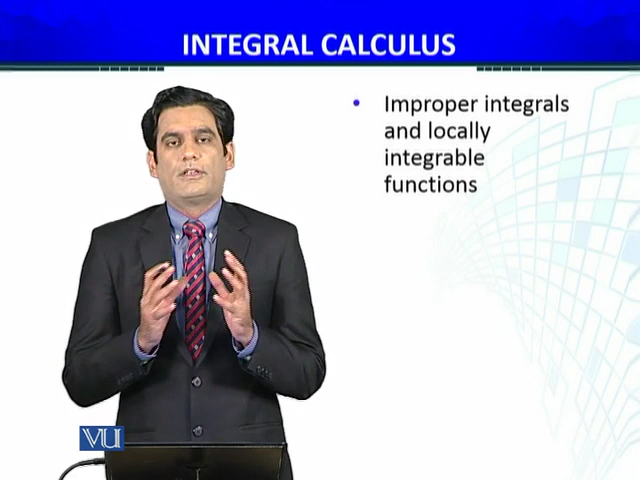 INTEGRAL CALCULUS
• Improper integrals
and locally
integrable
functions
VU